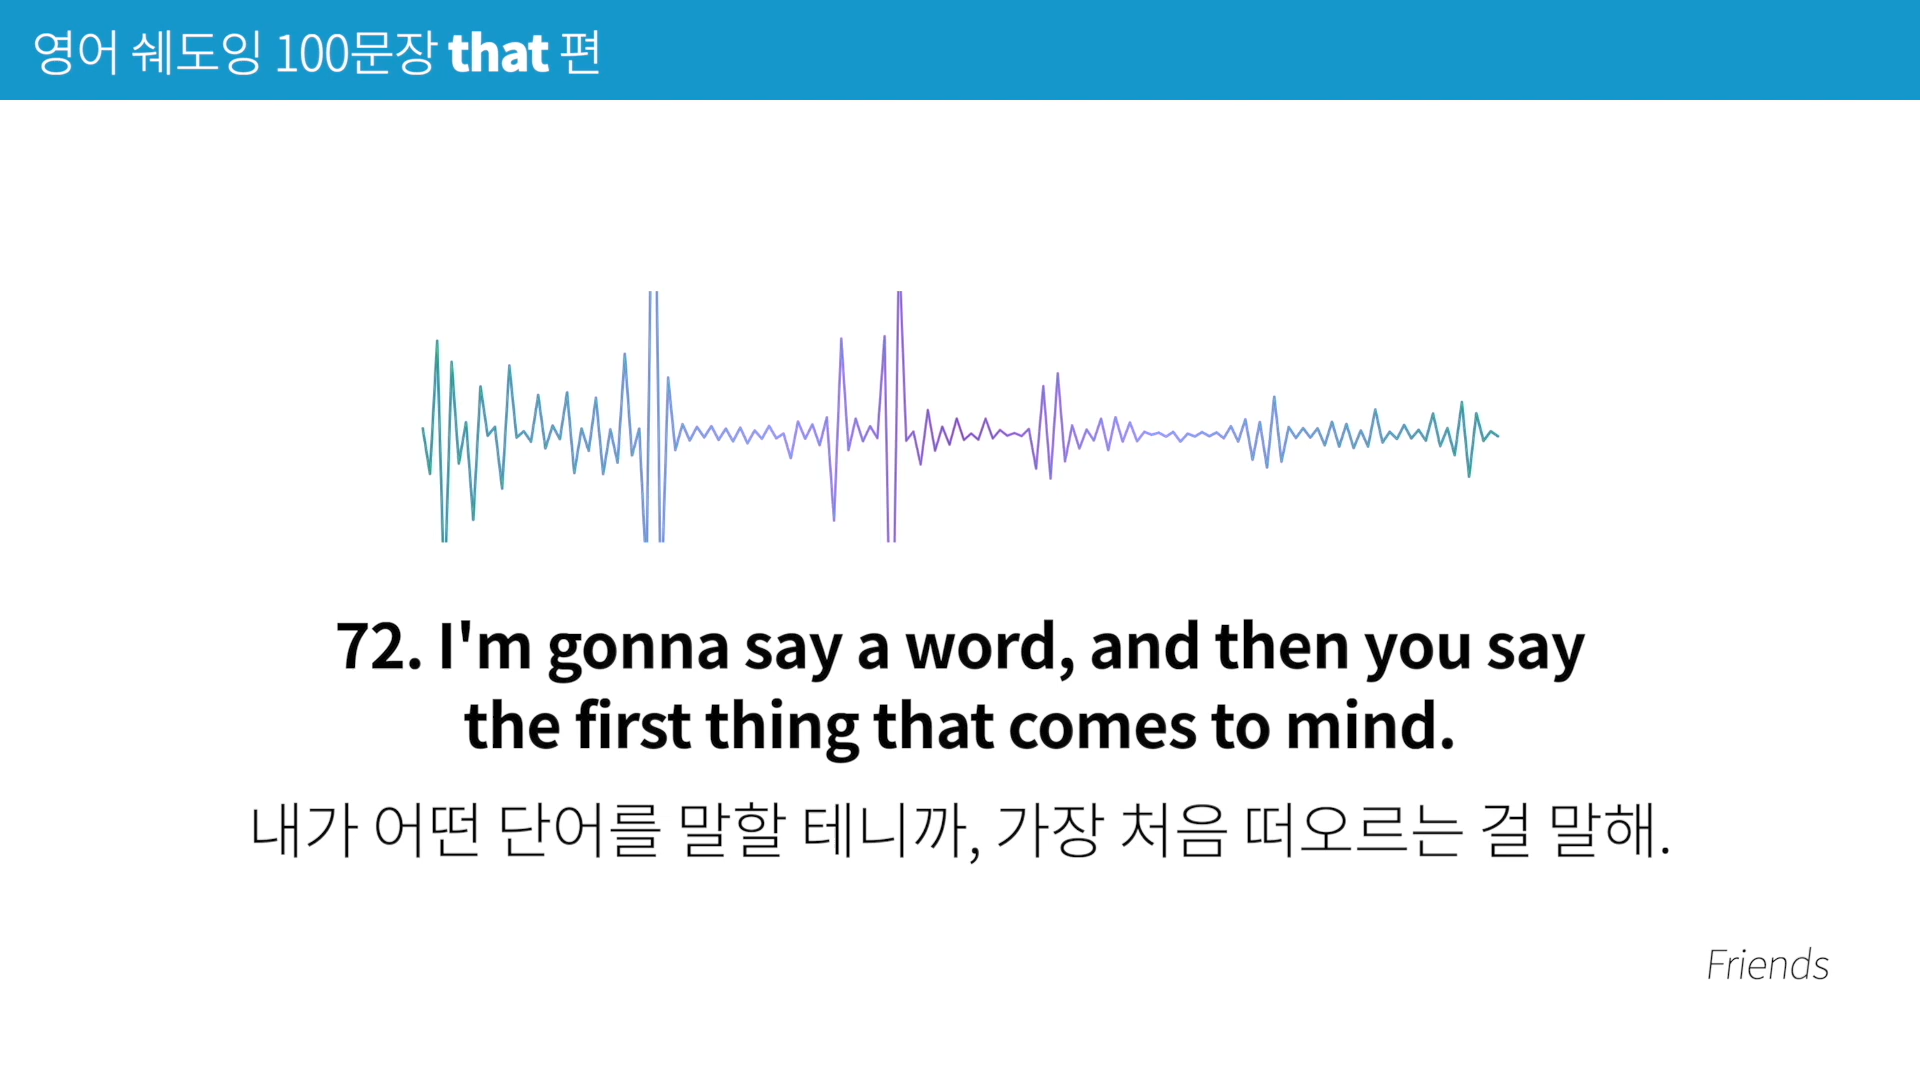 영어 쉐도잉 100문장 that 편
72. I'm gonna say a word, and then you say
the first thing that comes to mind.
내가 어떤 단어를 말할 테니까, 가장 처음 떠오르는 걸 말해.
Friends